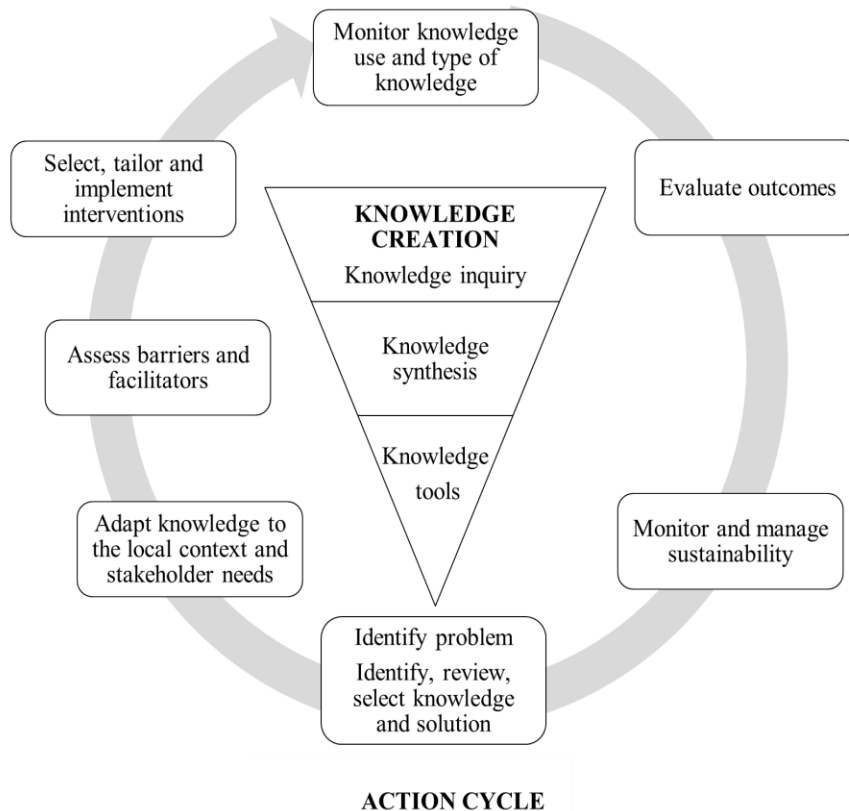 Monitor knowledge
use and type of
knowledge
Select, tailor and
implement
interventions
Evaluate outcomes
KNOWLEDGE
CREATION
Knowledge inquiry
Assess barriers and
facilitators
Knowledge
synthesis
Knowledge
tools
Adapt knowledge to
the local context and
stakeholder needs
Monitor and manage
sustainability
Identify problem
Identify, review,
select knowledge
and solution
ACTION CYCLE